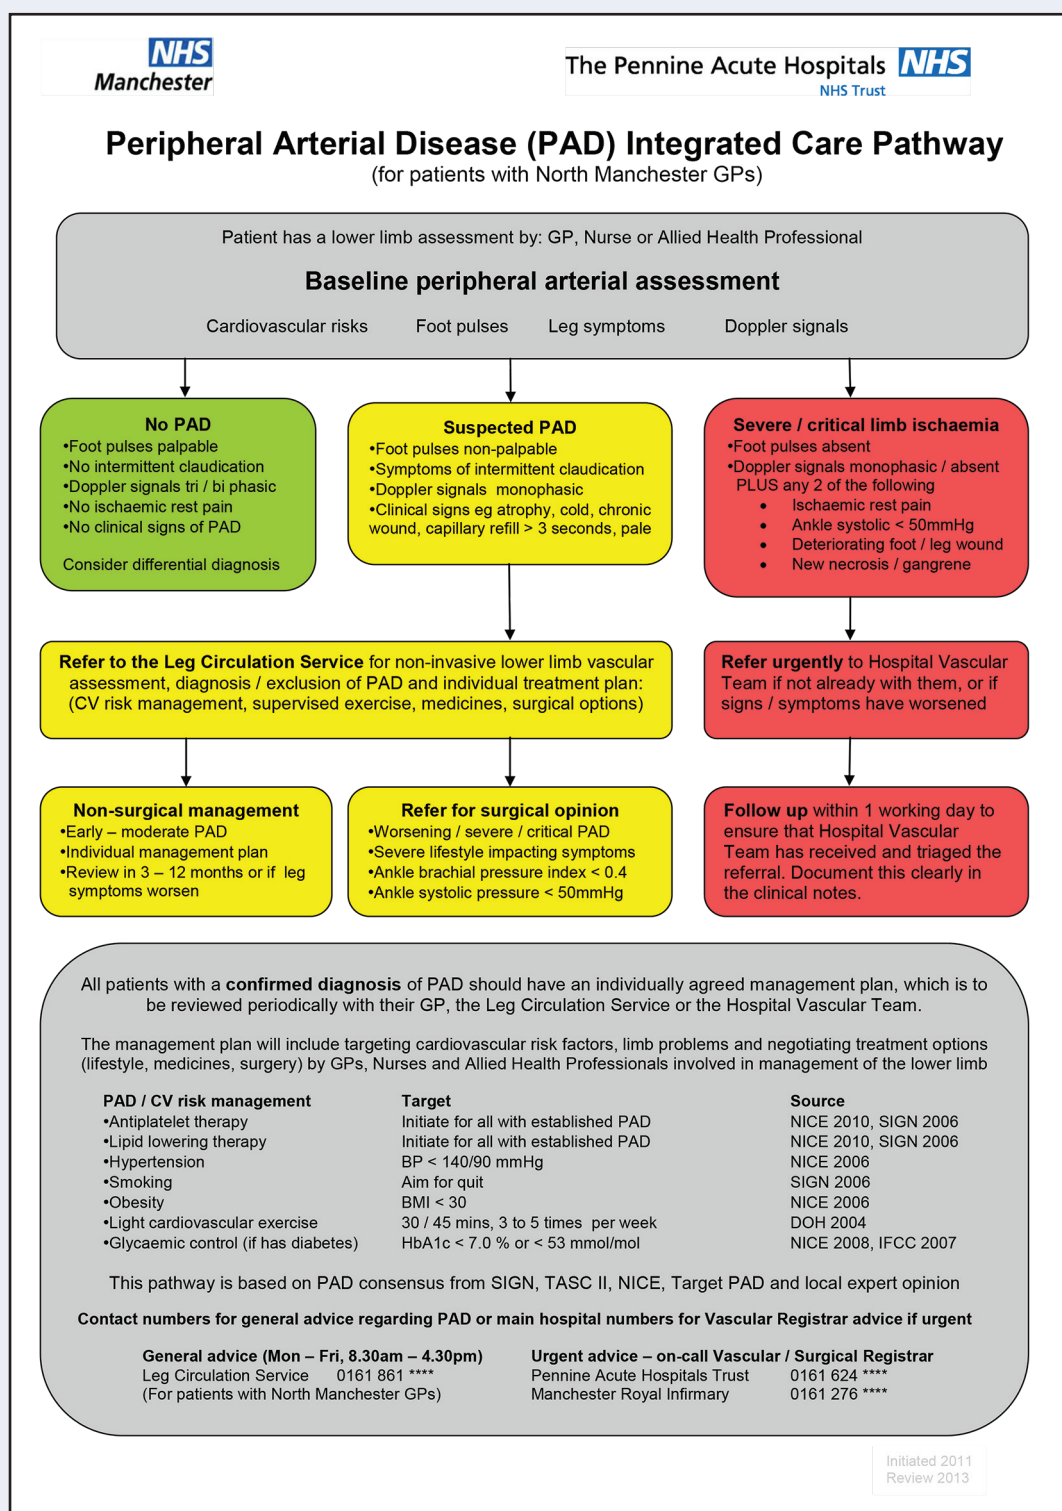 NHS
Manchester
The Pennine Acute Hospitals NHS
NHS Trust
Peripheral Arterial Disease (PAD) Integrated Care Pathway
(for patients with North Manchester GPs)
Patient has a lower limb assessment by: GP, Nurse or Allied Health Professional
Baseline peripheral arterial assessment
Cardiovascular risks Foot pulses Leg symptoms Doppler signals
No PAD
•Foot pulses palpable
•No intermittent claudication
•Doppler signals tri / bi phasic
•No ischaemic rest pain
•No clinical signs of PAD
Consider differential diagnosis
Suspected PAD
•Foot pulses non-palpable
•Symptoms of intermittent claudication
•Doppler signals monophasic
•Clinical signs eg atrophy, cold, chronic
wound, capillary refill > 3 seconds, pale
Severe / critical limb ischaemia
•Foot pulses absent
•Doppler signals monophasic / absent
PLUS any 2 of the following
• Ischaemic rest pain
• Ankle systolic < 50mmHg
• Deteriorating foot / leg wound
• New necrosis / gangrene
Refer to the Leg Circulation Service for non-invasive lower limb vascular
assessment, diagnosis / exclusion of PAD and individual treatment plan:
(CV risk management, supervised exercise, medicines, surgical options)
Refer urgently to Hospital Vascular
Team if not already with them, or if
signs / symptoms have worsened
Non-surgical management
•Early – moderate PAD
•Individual management plan
•Review in 3 – 12 months or if leg
symptoms worsen
Refer for surgical opinion
•Worsening / severe / critical PAD
•Severe lifestyle impacting symptoms
•Ankle brachial pressure index < 0.4
•Ankle systolic pressure < 50mmHg
Follow up within 1 working day to
ensure that Hospital Vascular
Team has received and triaged the
referral. Document this clearly in
the clinical notes.
All patients with a confirmed diagnosis of PAD should have an individually agreed management plan, which is to
be reviewed periodically with their GP, the Leg Circulation Service or the Hospital Vascular Team.
The management plan will include targeting cardiovascular risk factors, limb problems and negotiating treatment options
(lifestyle, medicines, surgery) by GPs, Nurses and Allied Health Professionals involved in management of the lower limb
PAD / CV risk management Target Source
•Antiplatelet therapy Initiate for all with established PAD NICE 2010, SIGN 2006
•Lipid lowering therapy Initiate for all with established PAD NICE 2010, SIGN 2006
•Hypertension BP < 140/90 mmHg NICE 2006
•Smoking Aim for quit SIGN 2006
•Obesity BMI < 30 NICE 2006
•Light cardiovascular exercise 30 / 45 mins, 3 to 5 times per week DOH 2004
•Glycaemic control (if has diabetes) HbA1c < 7.0 % or < 53 mmol/mol NICE 2008, IFCC 2007
This pathway is based on PAD consensus from SIGN, TASC II, NICE, Target PAD and local expert opinion
Contact numbers for general advice regarding PAD or main hospital numbers for Vascular Registrar advice if urgent
General advice (Mon – Fri, 8.30am – 4.30pm) Urgent advice – on-call Vascular / Surgical Registrar
Leg Circulation Service 0161 861 **** Pennine Acute Hospitals Trust 0161 624 ****
(For patients with North Manchester GPs) Manchester Royal Infirmary 0161 276 ****
Initiated 2011
Review 2013